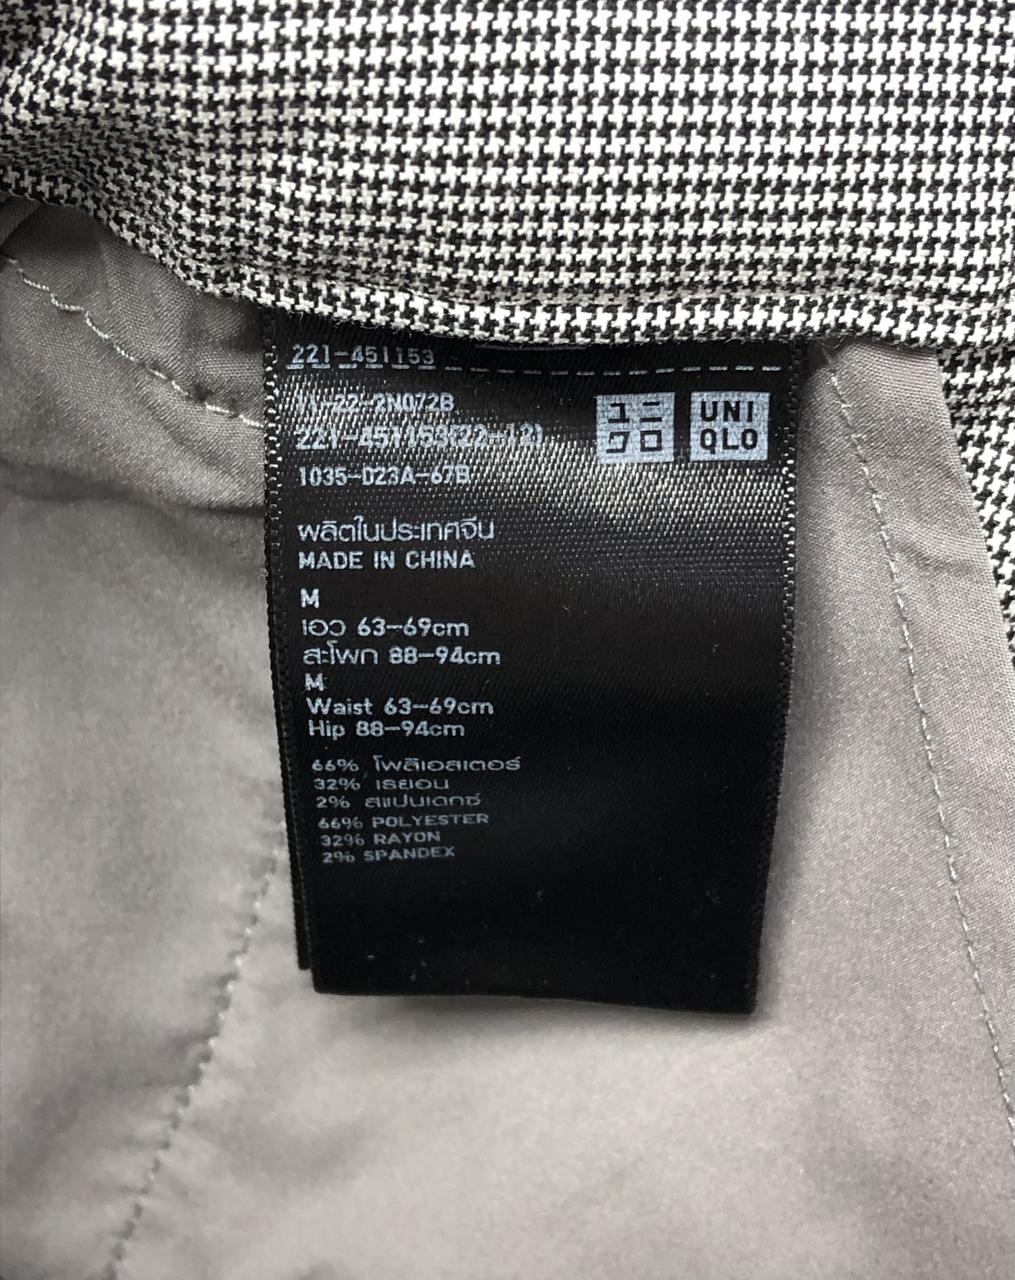 221-451153
11-22-2N072B
221-451153(22-12)
ユニ
クロ
UNI
QLO
1035-D23A-67B
ผลิตในประเทศจีน
MADE IN CHINA
M
เอว 63-69cm
สะโพก 88-94cm
M
Waist 63-69cm
Hip 88-94cm
66% โพลีเอสเตอร์
32% เรยอน
2% สแปนเดกซ์
66% POLYESTER
32% RAYON
2% SPANDEX